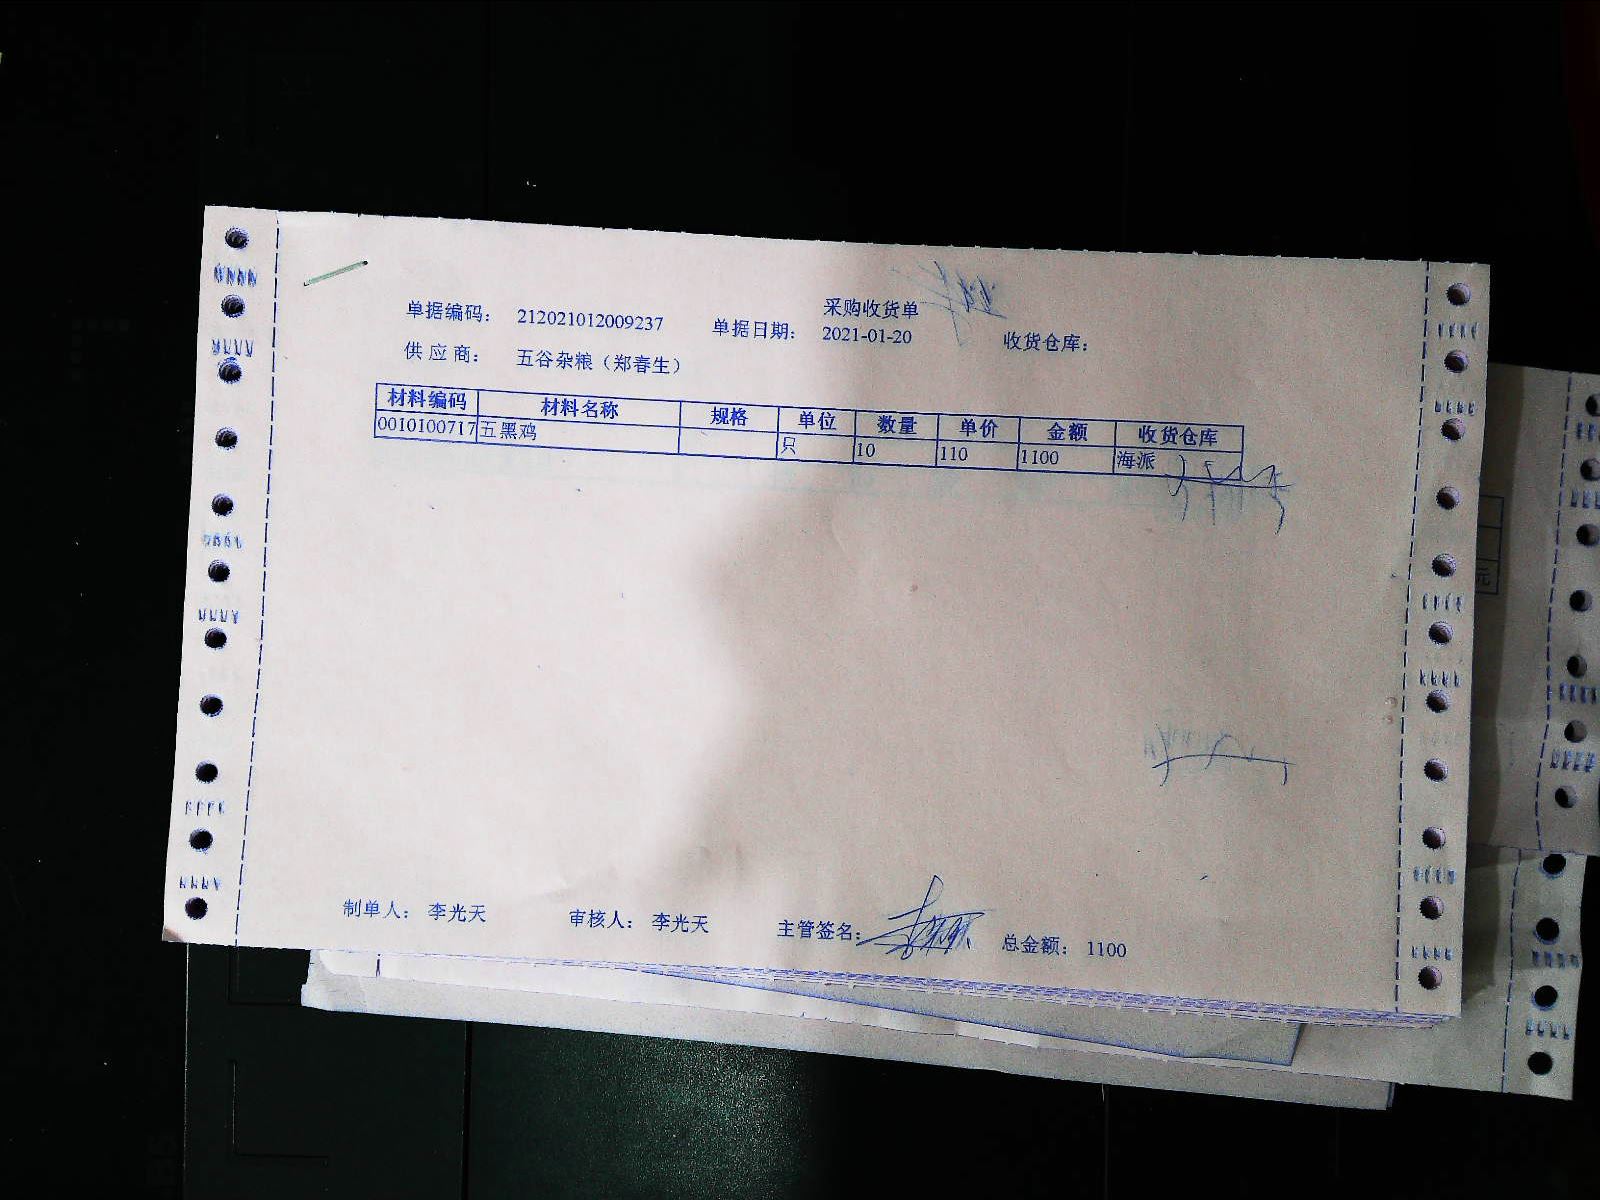 采购收货单
单据编码： 212021012009237 单据日期： 2021-01-20 收货仓库：
供应商： 五谷杂粮（郑春生）
材料编码 材料名称 规格 单位 数量 单价 金额 收货仓库
0010100717 五黑鸡 只 10 110 1100 海派
制单人： 李光天 审核人： 李光天 主管签名： 总金额： 1100
元